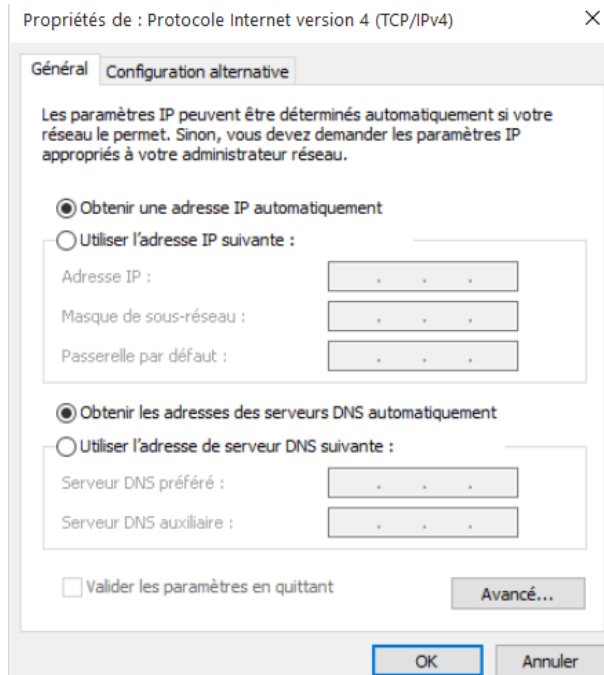 Propriétés de : Protocole Internet version 4 (TCP/IPv4)
Général
Configuration alternative
Les paramètres IP peuvent être déterminés automatiquement si votre
réseau le permet. Sinon, vous devez demander les paramètres IP
appropriés à votre administrateur réseau.
Obtenir une adresse IP automatiquement
Utiliser l'adresse IP suivante :
Adresse IP :
Masque de sous-réseau :
Passerelle par défaut :
Obtenir les adresses des serveurs DNS automatiquement
Utiliser l'adresse de serveur DNS suivante :
Serveur DNS préféré :
Serveur DNS auxiliaire :
Valider les paramètres en quittant
Avancé...
OK
Annuler